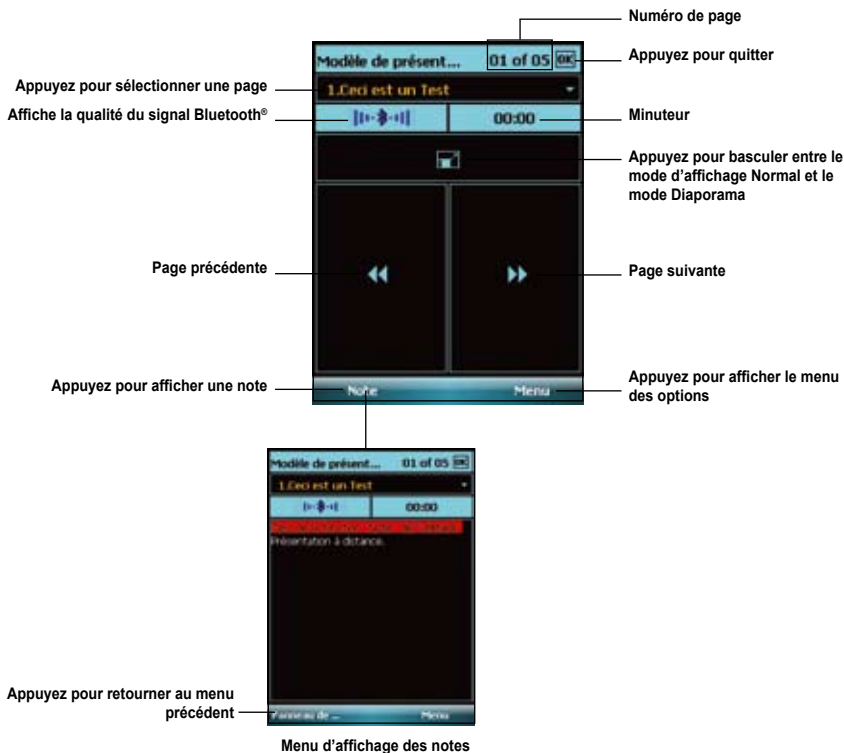 Numéro de page
Modèle de présent... 01 of 05 OK
Appuyez pour quitter
Appuyez pour sélectionner une page
1.Ceci est un Test
Affiche la qualité du signal Bluetooth®
00:00
Minuteur
Appuyez pour basculer entre le
mode d'affichage Normal et le
mode Diaporama
Page précédente
Page suivante
Appuyez pour afficher une note
Note Menu
Appuyez pour afficher le menu
des options
Modèle de présent... 01 of 05 OK
1.Ceci est un Test
00:00
Présentation à distance.
Appuyez pour retourner au menu
précédent
Panneau de ... Menu
Menu d'affichage des notes